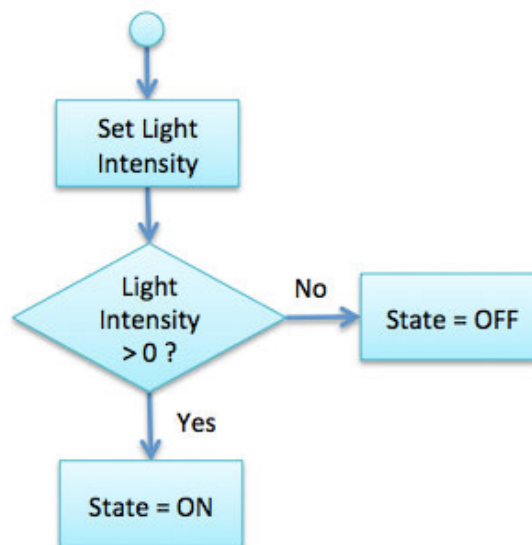 Set Light
Intensity
Light
Intensity
> 0 ?
No
State = OFF
Yes
State = ON